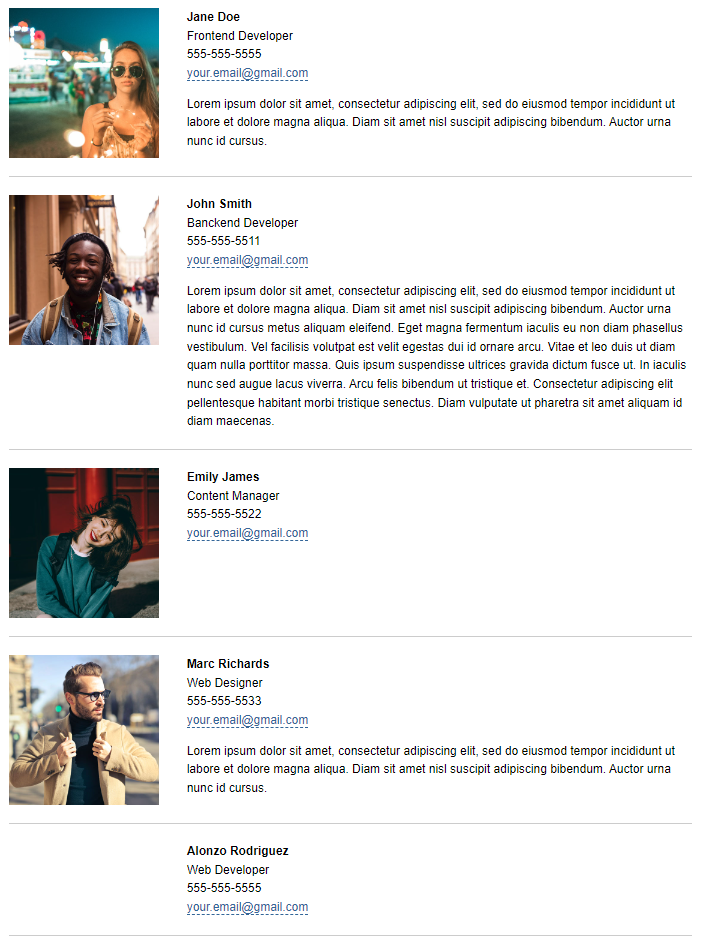 Jane Doe
Frontend Developer
555-555-5555
your.email@gmail.com
Lorem ipsum dolor sit amet, consectetur adipiscing elit, sed do eiusmod tempor incididunt ut
labore et dolore magna aliqua. Diam sit amet nisl suscipit adipiscing bibendum. Auctor urna
nunc id cursus.
John Smith
Banckend Developer
555-555-5511
your.email@gmail.com
Lorem ipsum dolor sit amet, consectetur adipiscing elit, sed do eiusmod tempor incididunt ut
labore et dolore magna aliqua. Diam sit amet nisl suscipit adipiscing bibendum. Auctor urna
nunc id cursus metus aliquam eleifend. Eget magna fermentum iaculis eu non diam phasellus
vestibulum. Vel facilisis volutpat est velit egestas dui id ornare arcu. Vitae et leo duis ut diam
quam nulla porttitor massa. Quis ipsum suspendisse ultrices gravida dictum fusce ut. In iaculis
nunc sed augue lacus viverra. Arcu felis bibendum ut tristique et. Consectetur adipiscing elit
pellentesque habitant morbi tristique senectus. Diam vulputate ut pharetra sit amet aliquam id
diam maecenas.
Emily James
Content Manager
555-555-5522
your.email@gmail.com
Marc Richards
Web Designer
555-555-5533
your.email@gmail.com
Lorem ipsum dolor sit amet, consectetur adipiscing elit, sed do eiusmod tempor incididunt ut
labore et dolore magna aliqua. Diam sit amet nisl suscipit adipiscing bibendum. Auctor urna
nunc id cursus.
Alonzo Rodriguez
Web Developer
555-555-5555
your.email@gmail.com